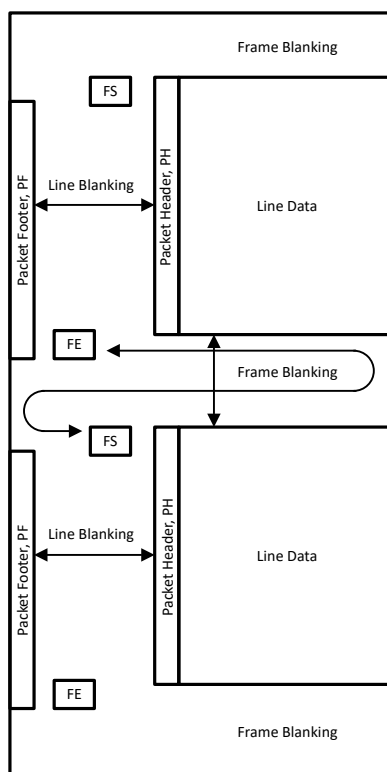 Frame Blanking
FS
Packet Footer, PF
Line Blanking
Packet Header, PH
Line Data
FE
Frame Blanking
FS
Packet Footer, PF
Line Blanking
Packet Header, PH
Line Data
FE
Frame Blanking